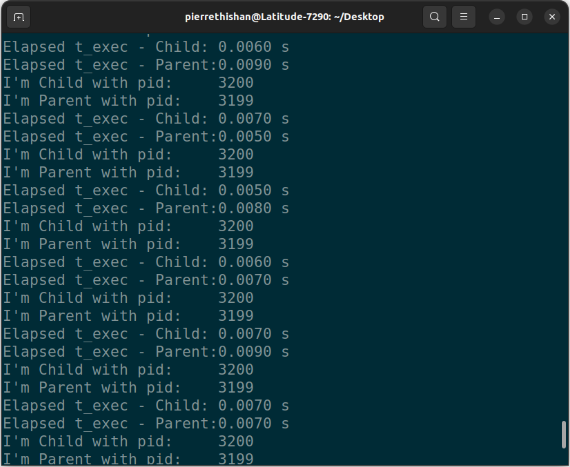 pierrethishan@Latitude-7290: ~/Desktop
Elapsed t_exec - Child: 0.0060 s
Elapsed t_exec - Parent:0.0090 s
I'm Child with pid:     3200
I'm Parent with pid:    3199
Elapsed t_exec - Child: 0.0070 s
Elapsed t_exec - Parent:0.0050 s
I'm Child with pid:     3200
I'm Parent with pid:    3199
Elapsed t_exec - Child: 0.0050 s
Elapsed t_exec - Parent:0.0080 s
I'm Child with pid:     3200
I'm Parent with pid:    3199
Elapsed t_exec - Child: 0.0060 s
Elapsed t_exec - Parent:0.0070 s
I'm Child with pid:     3200
I'm Parent with pid:    3199
Elapsed t_exec - Child: 0.0070 s
Elapsed t_exec - Parent:0.0090 s
I'm Child with pid:     3200
I'm Parent with pid:    3199
Elapsed t_exec - Child: 0.0070 s
Elapsed t_exec - Parent:0.0070 s
I'm Child with pid:     3200
I'm Parent with pid:    3199